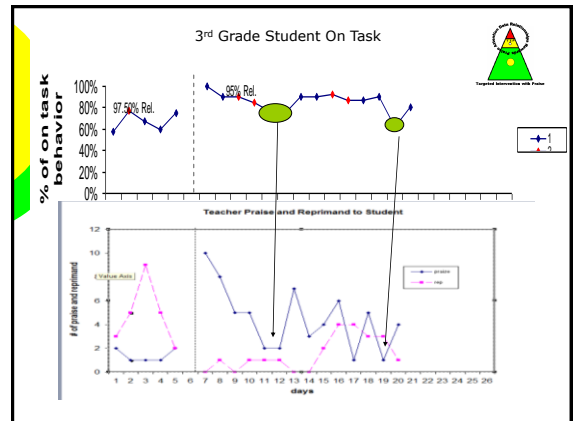 3rd Grade Student On Task
Targeted Intervention with Praise
% of on task
behavior
100%
80%
60%
40%
20%
0%
97.50% Rel.
95% Rel.
1
Teacher Praise and Reprimand to Student
# of praise and reprimand
12
10
8
6
4
2
0
Value Axis
praise
rep
1 2 3 4 5 6 7 8 9 10 11 12 13 14 15 16 17 18 19 20 21 22 23 24 25 26
days